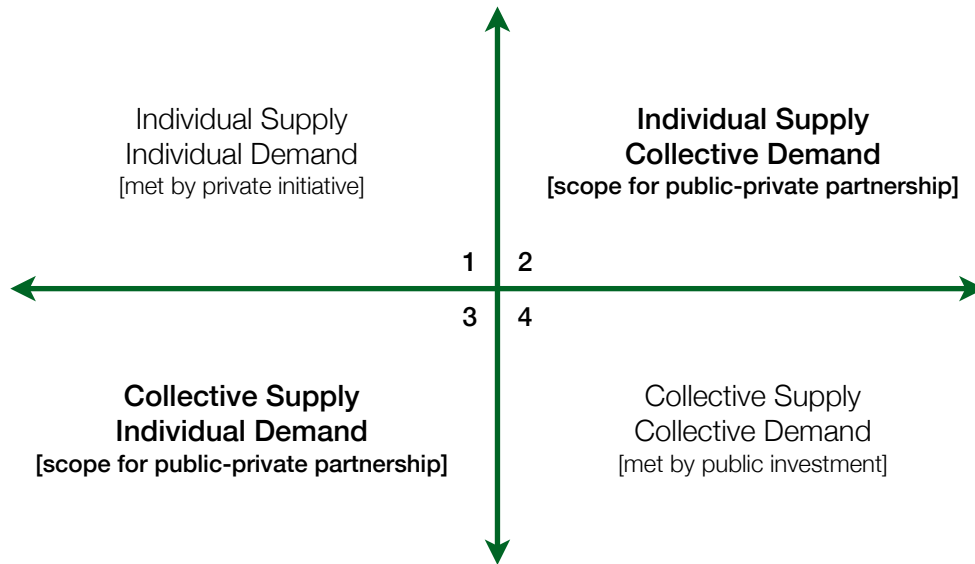 Individual Supply
Individual Demand
[met by private initiative]
Individual Supply
Collective Demand
[scope for public-private partnership]
1
2
3
4
Collective Supply
Individual Demand
[scope for public-private partnership]
Collective Supply
Collective Demand
[met by public investment]